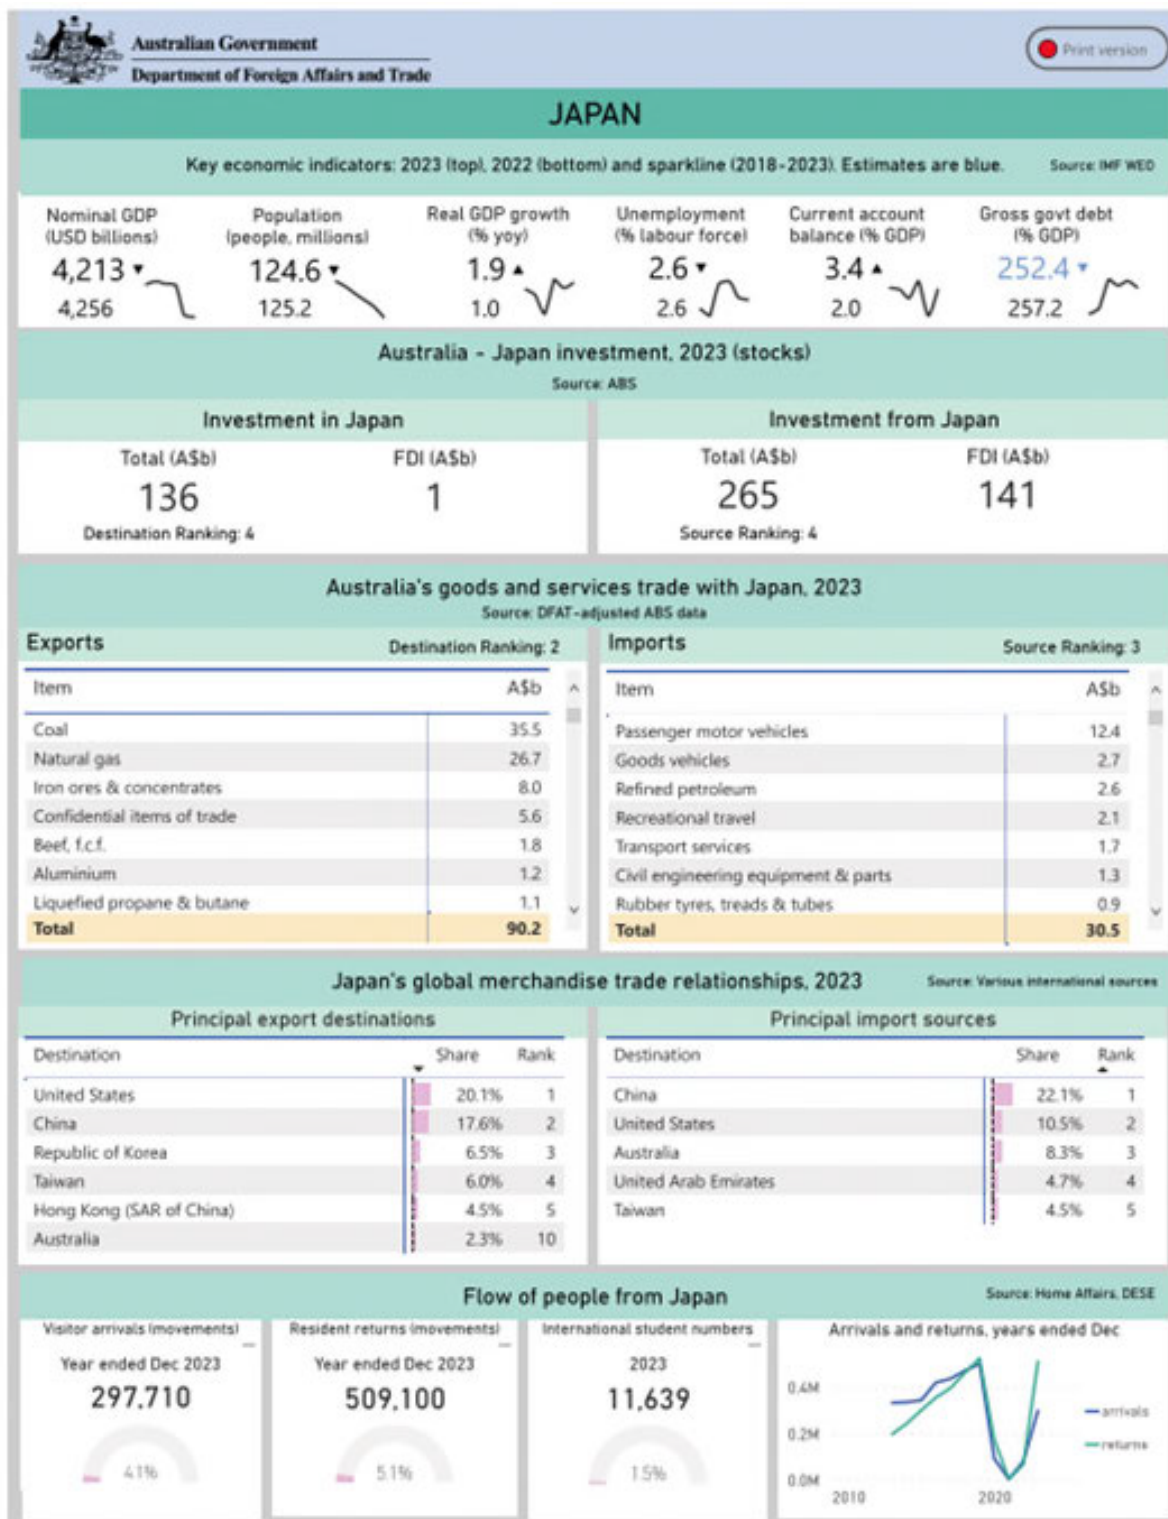 Australian Government
Department of Foreign Affairs and Trade
Print version
JAPAN
Key economic indicators: 2023 (top), 2022 (bottom) and sparkline (2018-2023). Estimates are blue.
Source: IMF WEO
Nominal GDP (USD billions)
4,213
4,256
Population (people, millions)
124.6
125.2
Real GDP growth (% yoy)
1.9
1.0
Unemployment (% labour force)
2.6
2.6
Current account balance (% GDP)
3.4
2.0
Gross govt debt (% GDP)
252.4
257.2
Australia - Japan investment, 2023 (stocks)
Source: ABS
Investment in Japan
Total (A$b) FDI (A$b)
136 1
Destination Ranking: 4
Investment from Japan
Total (A$b) FDI (A$b)
265 141
Source Ranking: 4
Australia's goods and services trade with Japan, 2023
Source: DFAT-adjusted ABS data
Exports Destination Ranking: 2
Item A$b
Coal 35.5
Natural gas 26.7
Iron ores & concentrates 8.0
Confidential items of trade 5.6
Beef, f.c.f. 1.8
Aluminium 1.2
Liquefied propane & butane 1.1
Total 90.2
Imports Source Ranking: 3
Item A$b
Passenger motor vehicles 12.4
Goods vehicles 2.7
Refined petroleum 2.6
Recreational travel 2.1
Transport services 1.7
Civil engineering equipment & parts 1.3
Rubber tyres, treads & tubes 0.9
Total 30.5
Japan's global merchandise trade relationships, 2023
Source: Various international sources
Principal export destinations
Destination Share Rank
United States 20.1% 1
China 17.6% 2
Republic of Korea 6.5% 3
Taiwan 6.0% 4
Hong Kong (SAR of China) 4.5% 5
Australia 2.3% 10
Principal import sources
Destination Share Rank
China 22.1% 1
United States 10.5% 2
Australia 8.3% 3
United Arab Emirates 4.7% 4
Taiwan 4.5% 5
Flow of people from Japan
Source: Home Affairs, DESE
Visitor arrivals (movements)
Year ended Dec 2023
297,710
4.1%
Resident returns (movements)
Year ended Dec 2023
509,100
5.1%
International student numbers
2023
11,639
1.5%
Arrivals and returns, years ended Dec
0.4M
0.2M
0.0M
2010 2020
arrivals
returns